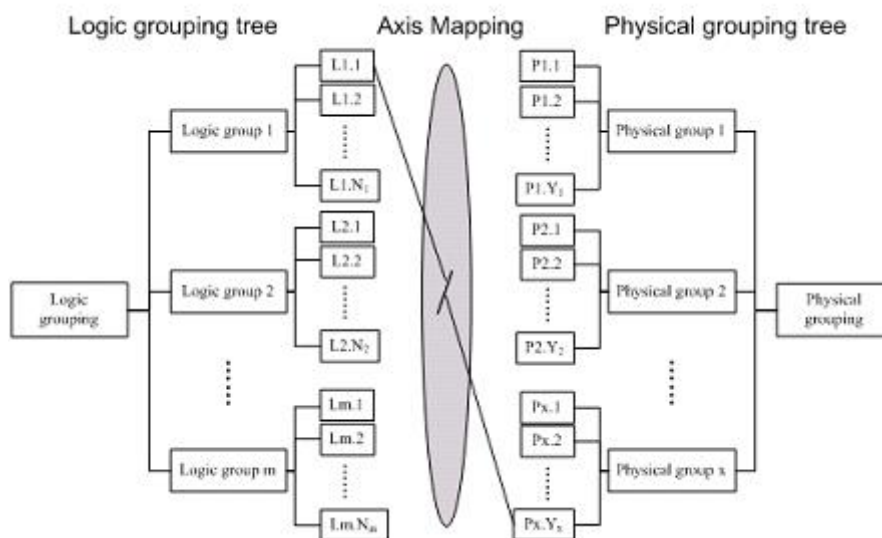 Logic grouping tree
Axis Mapping
Physical grouping tree
L1.1
L1.2
L1.N₁
Logic group 1
L2.1
L2.2
L2.N₂
Logic group 2
Logic
grouping
Lm.1
Lm.2
Lm.Nₘ
Logic group m
P1.1
P1.2
P1.Y₁
Physical group 1
P2.1
P2.2
P2.Y₂
Physical group 2
Physical
grouping
Px.1
Px.2
Px.Yₓ
Physical group x